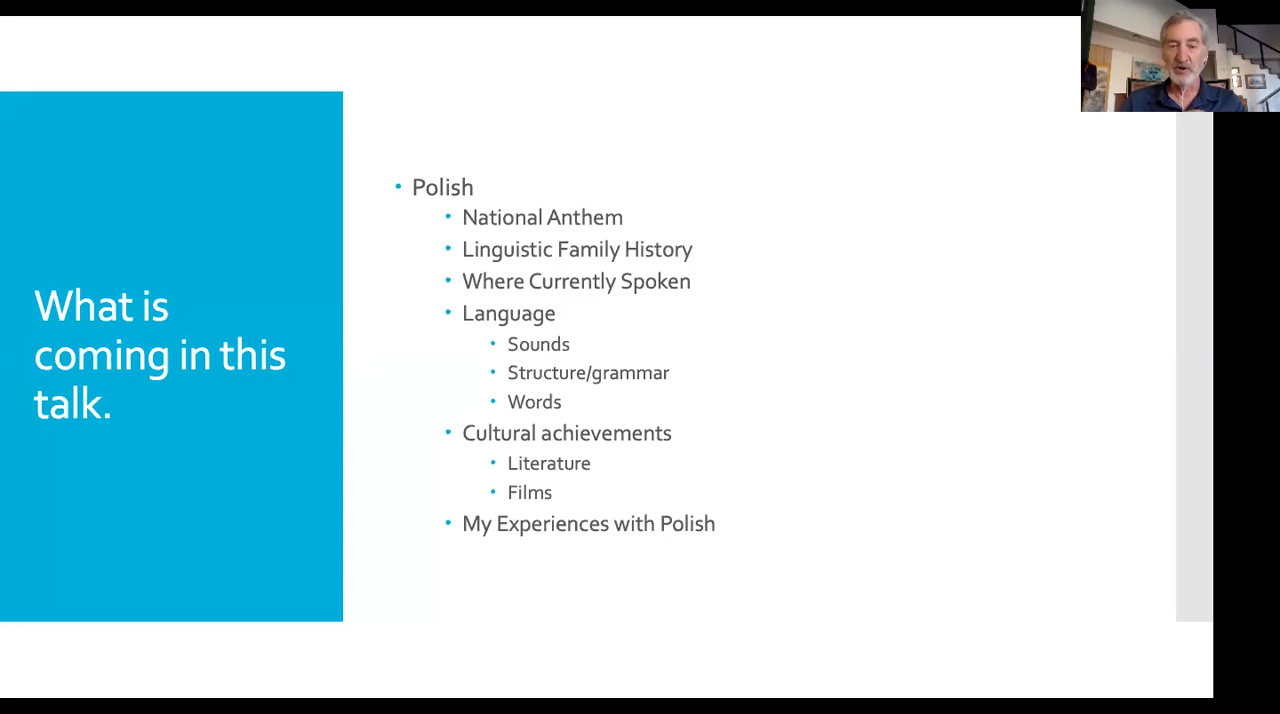 What is
coming in this
talk.
• Polish
• National Anthem
• Linguistic Family History
• Where Currently Spoken
• Language
• Sounds
• Structure/grammar
• Words
• Cultural achievements
• Literature
• Films
• My Experiences with Polish